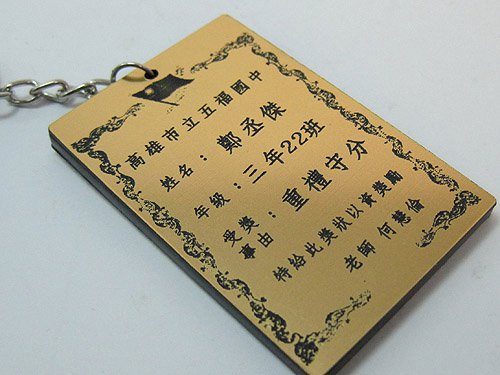 高雄市立五福國中
姓名：鄭丞傑
年級：三年22班
受獎事由：重禮守分
特給此獎狀以資獎勵
老師 何慧倫